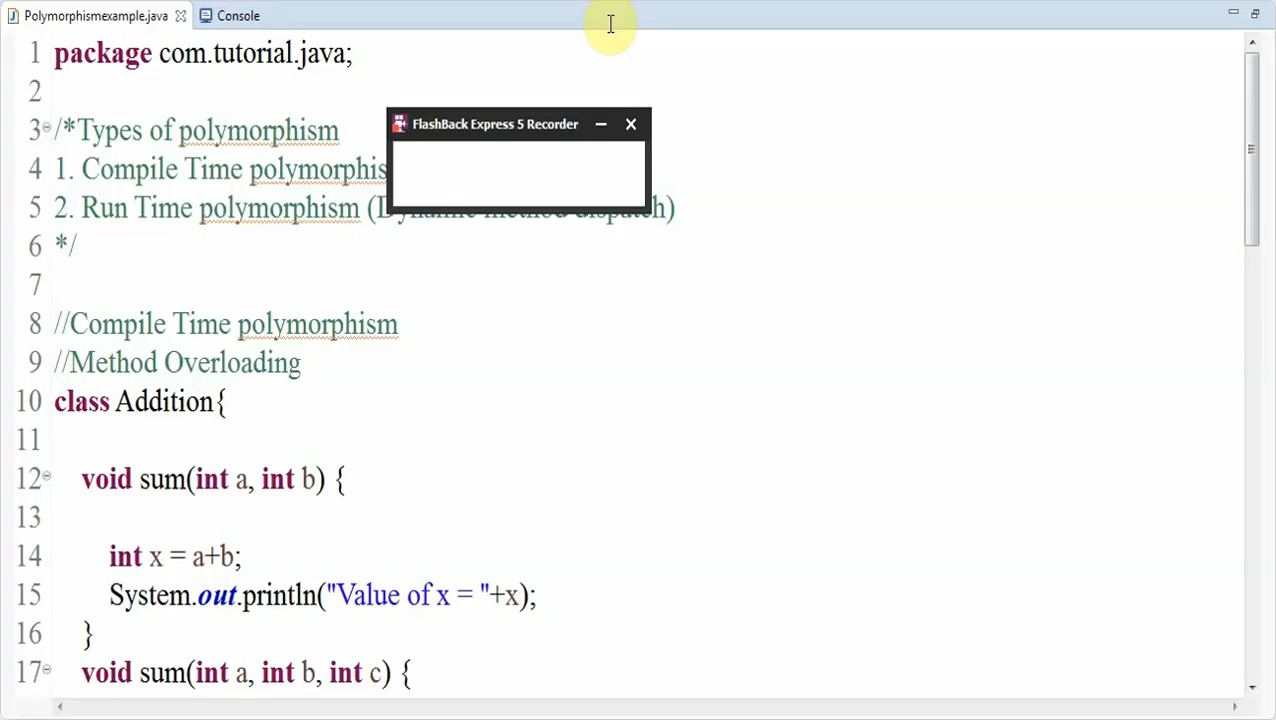 Polymorphismexample.java
Console
1 package com.tutorial.java;
2
FlashBack Express 5 Recorder
3 /*Types of polymorphism
4 1. Compile Time polymorphis
5 2. Run Time polymorphism (Dynamic method dispatch)
6 */
7
8 //Compile Time polymorphism
9 //Method Overloading
10 class Addition{
11
12 void sum(int a, int b) {
13
14 int x = a+b;
15 System.out.println("Value of x = "+x);
16 }
17 void sum(int a, int b, int c) {